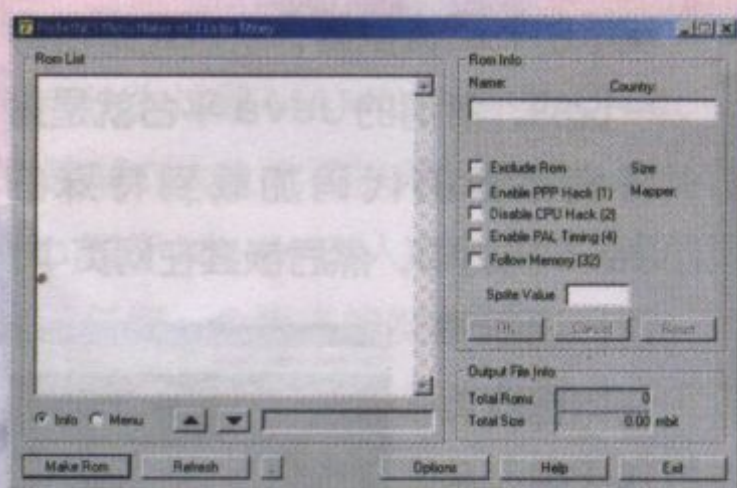 Rom List
Info
Menu
Make Rom
Refresh
Rom Info
Name:
Country:
Exclude Rom
Size
Enable PPP Hack (1)
Mapper:
Disable CPU Hack (2)
Enable PAL Timing (4)
Follow Memory (32)
Sprite Value
OK
Cancel
Reset
Output File Info
Total Roms 0
Total Size 0.00 mbit
Options
Help
Exit